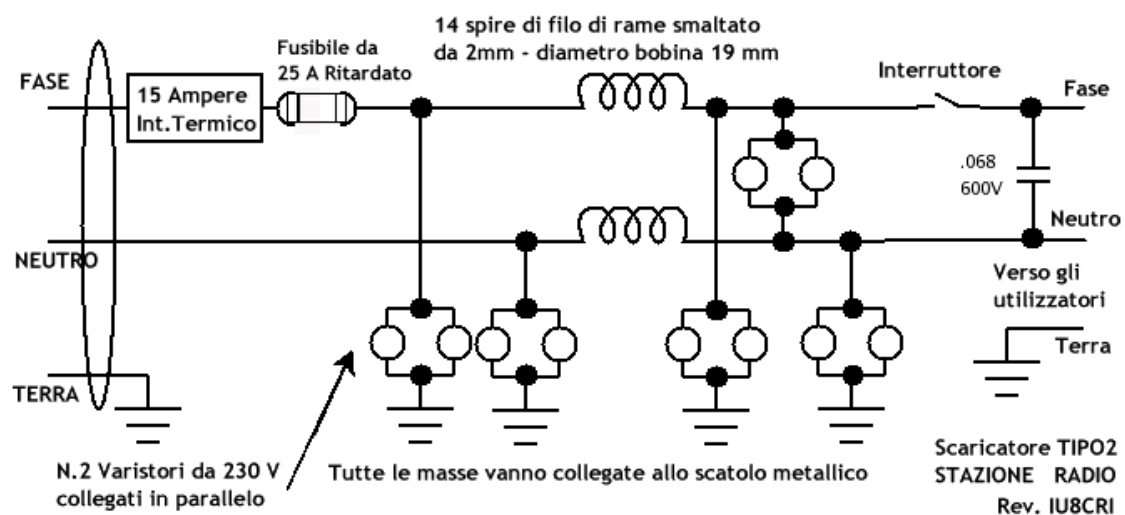 14 spire di filo di rame smaltato
da 2mm - diametro bobina 19 mm
Fusibile da
25 A Ritardato
Interruttore
FASE
15 Ampere
Int.Termico
Fase
.068
600V
Neutro
NEUTRO
Verso gli
utilizzatori
Terra
TERRA
N.2 Varistori da 230 V
collegati in parallelo
Tutte le masse vanno collegate allo scatolo metallico
Scaricatore TIPO2
STAZIONE RADIO
Rev. IU8CRI